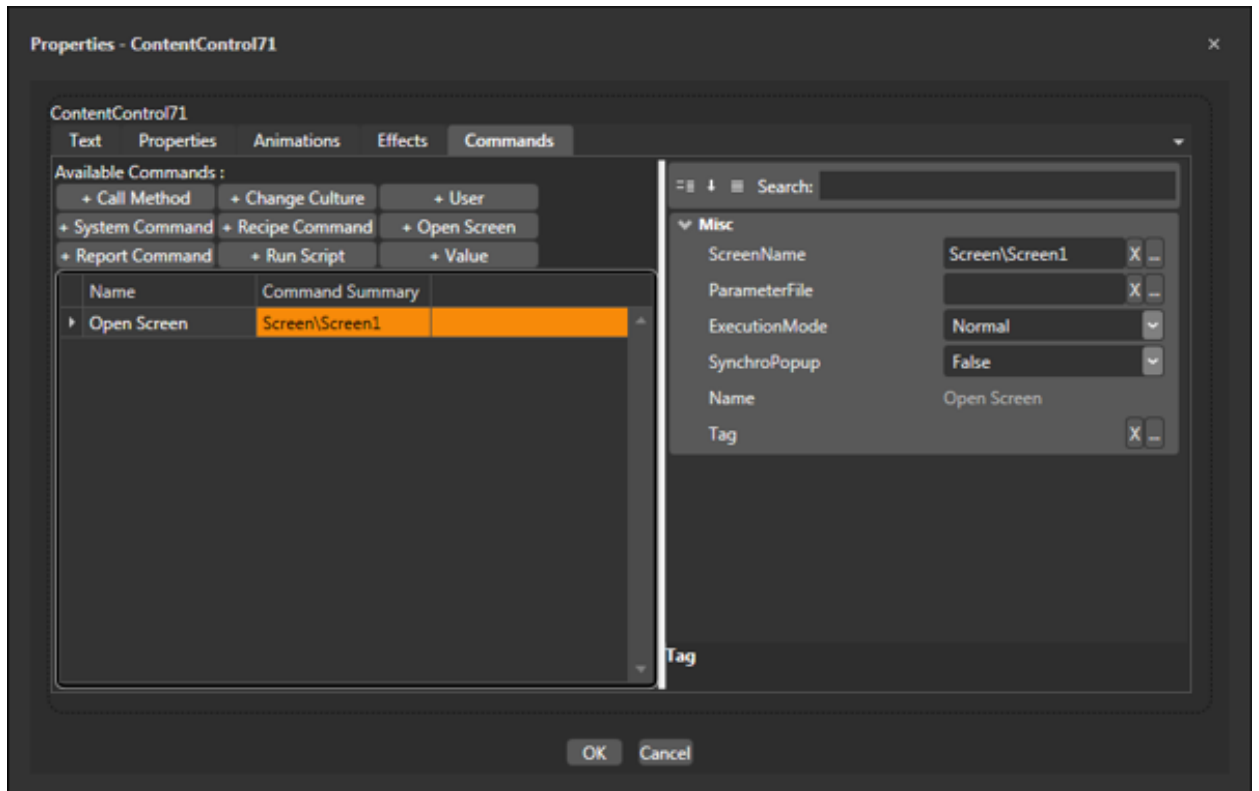 Properties - ContentControl71
ContentControl71
Text Properties Animations Effects Commands
Available Commands :
+ Call Method + Change Culture + User
+ System Command + Recipe Command + Open Screen
+ Report Command + Run Script + Value
Name Command Summary
Open Screen Screen\Screen1
Search:
Misc
ScreenName Screen\Screen1 X ...
ParameterFile X ...
ExecutionMode Normal
SynchroPopup False
Name Open Screen
Tag X ...
Tag
OK Cancel